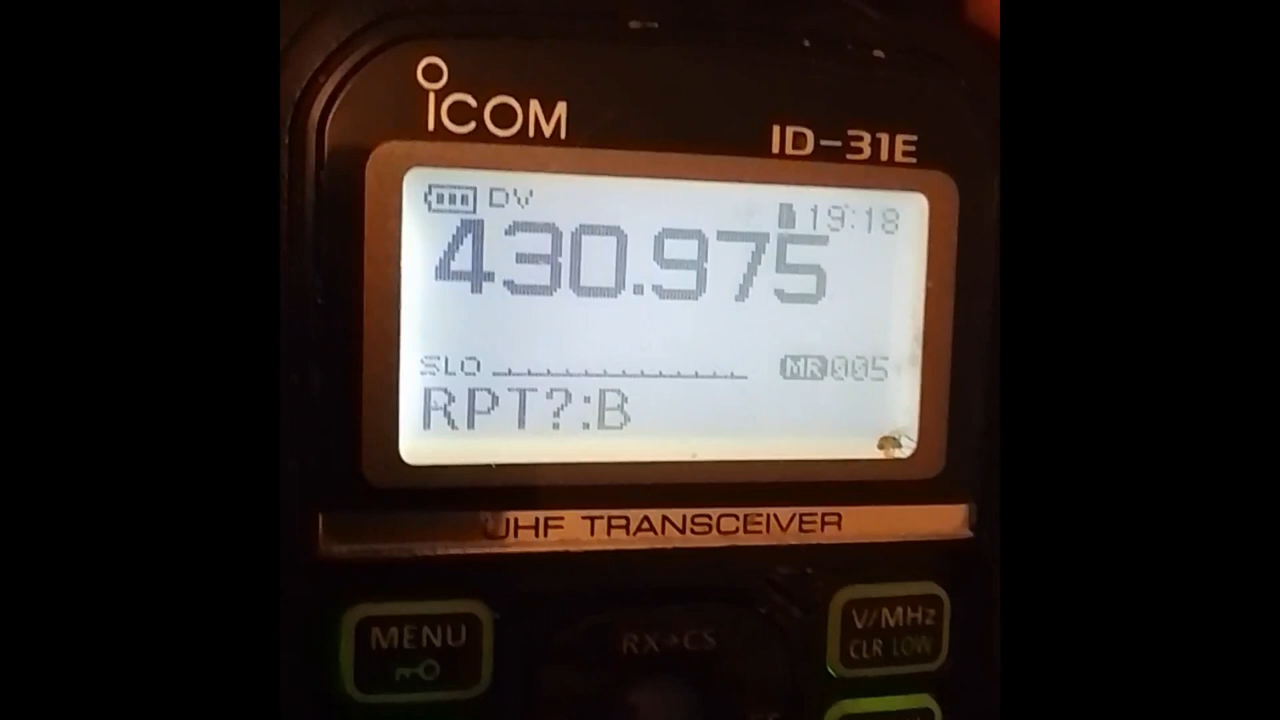 ICOM
ID-31E
DV 19:18
430.975
SLO MR 005
RPT?:B
UHF TRANSCEIVER
MENU
RX→CS
V/MHz
CLR LOW